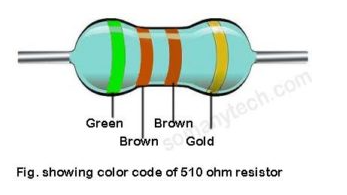 Green
Brown
Brown
Gold
Fig. showing color code of 510 ohm resistor